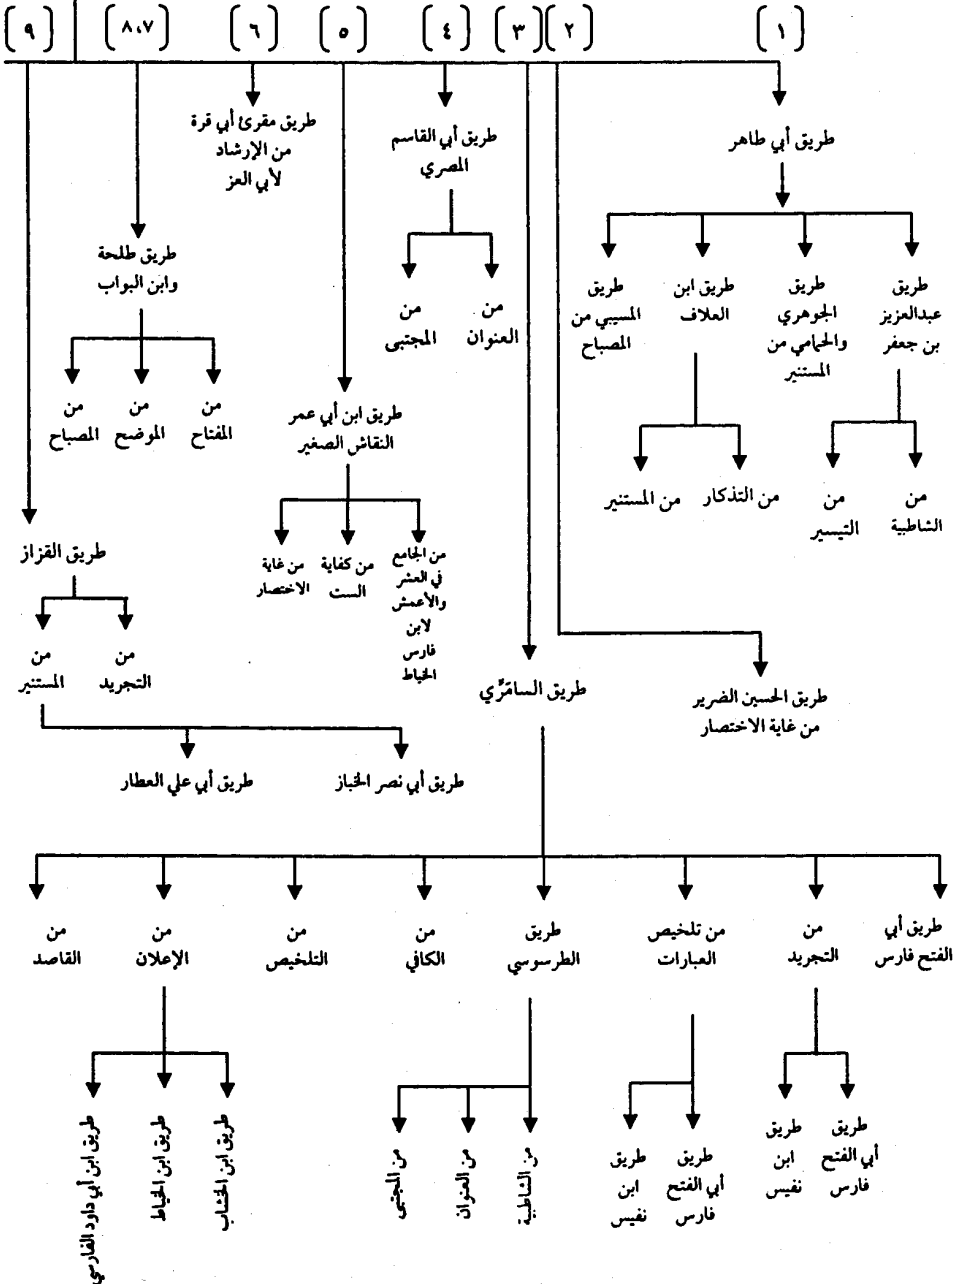 [١]
[٢]
[٣]
[٤]
[٥]
[٦]
[٨،٧]
[٩]
طريق أبي طاهر
طريق
عبدالعزيز
بن جعفر
من
الشاطبية
من
التيسير
طريق
الجوهري
والحمامي من
المستنير
طريق ابن
العلاف
من التذكار
من المستنير
طريق
المسيبي من
المصباح
طريق الحسين الضرير
من غاية الاختصار
طريق السامَرِّي
طريق أبي
الفتح فارس
من
التجريد
طريق
أبي الفتح
فارس
طريق
ابن
نفيس
من تلخيص
العبارات
طريق
أبي الفتح
فارس
طريق
ابن
نفيس
طريق
الطرسوسي
من الشاطبية
من العنوان
من المجتبى
من
الكافي
من
التلخيص
من
الإعلان
طريق ابن الخشاب
طريق ابن الخياط
طريق ابن أبي داود الفارسي
من
القاصد
طريق أبي القاسم
المصري
من
العنوان
من
المجتبى
طريق ابن أبي عمر
النقاش الصغير
من الجامع
في العشر
والأعمش
لابن
فارس
الخياط
من كفاية
الست
من غاية
الاختصار
طريق مقرئ أبي قرة
من الإرشاد
لأبي العز
طريق طلحة
وابن البواب
من
المفتاح
من
الموضح
من
المصباح
طريق القزاز
من
التجريد
من
المستنير
طريق أبي نصر الخباز
طريق أبي علي العطار